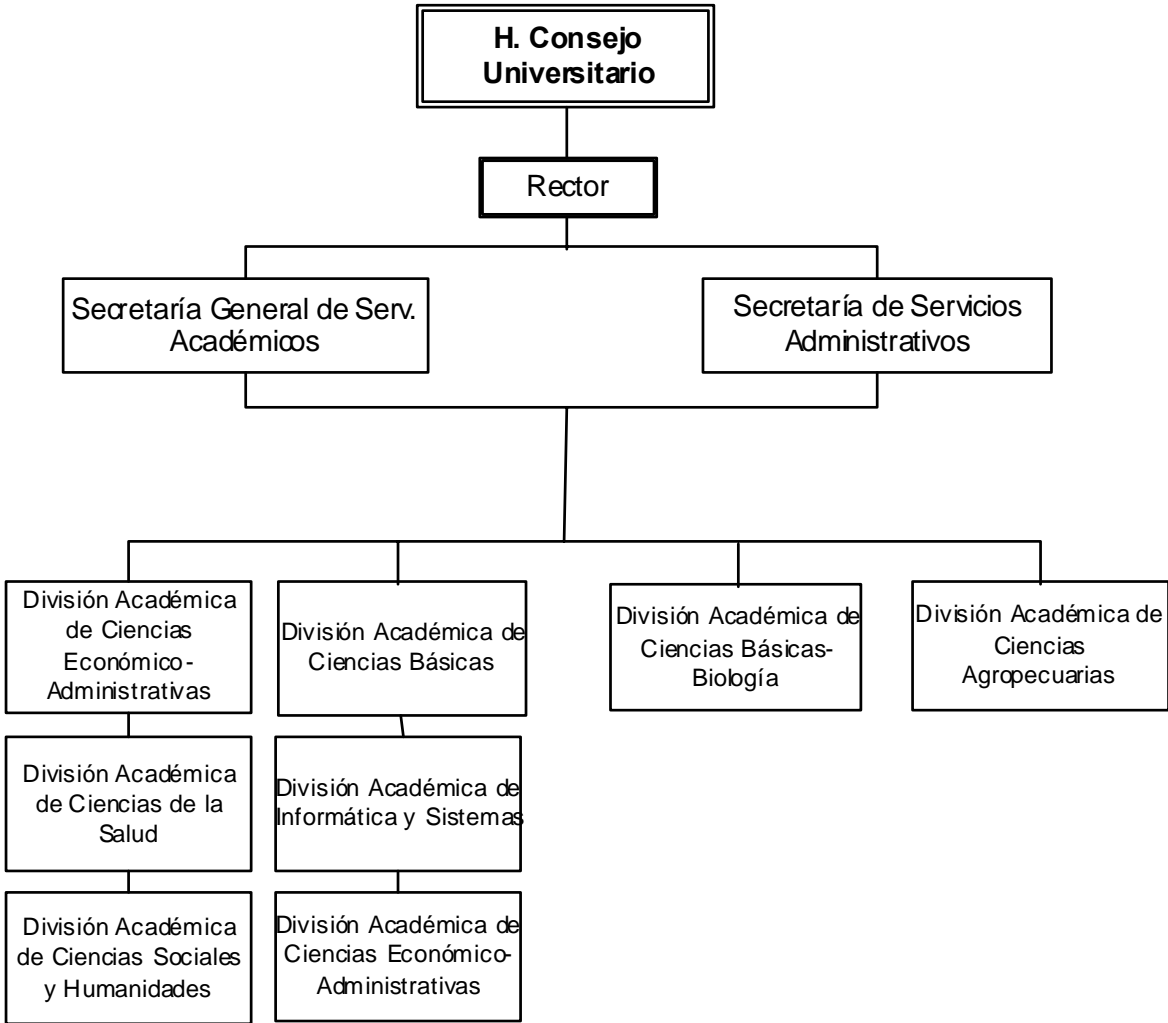 H. Consejo
Universitario
Rector
Secretaría General de Serv.
Académicos
Secretaría de Servicios
Administrativos
División Académica
de Ciencias
Económico-
Administrativas
División Académica de
Ciencias Básicas
División Académica de
Ciencias Básicas-
Biología
División Académica de
Ciencias
Agropecuarias
División Académica
de Ciencias de la
Salud
División Académica de
Informática y Sistemas
División Académica
de Ciencias Sociales
y Humanidades
División Académica de
Ciencias Económico-
Administrativas